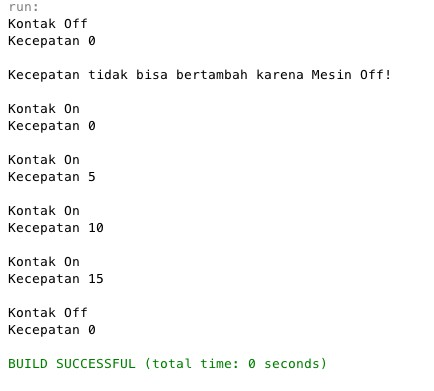 run:
Kontak Off
Kecepatan 0
Kecepatan tidak bisa bertambah karena Mesin Off!
Kontak On
Kecepatan 0
Kontak On
Kecepatan 5
Kontak On
Kecepatan 10
Kontak On
Kecepatan 15
Kontak Off
Kecepatan 0
BUILD SUCCESSFUL (total time: 0 seconds)